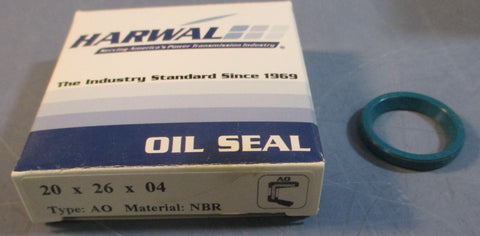 HARWAL
Serving America's Power Transmission Industry
The Industry Standard Since 1969
OIL SEAL
20 x 26 x 04
AO
Type: AO Material: NBR